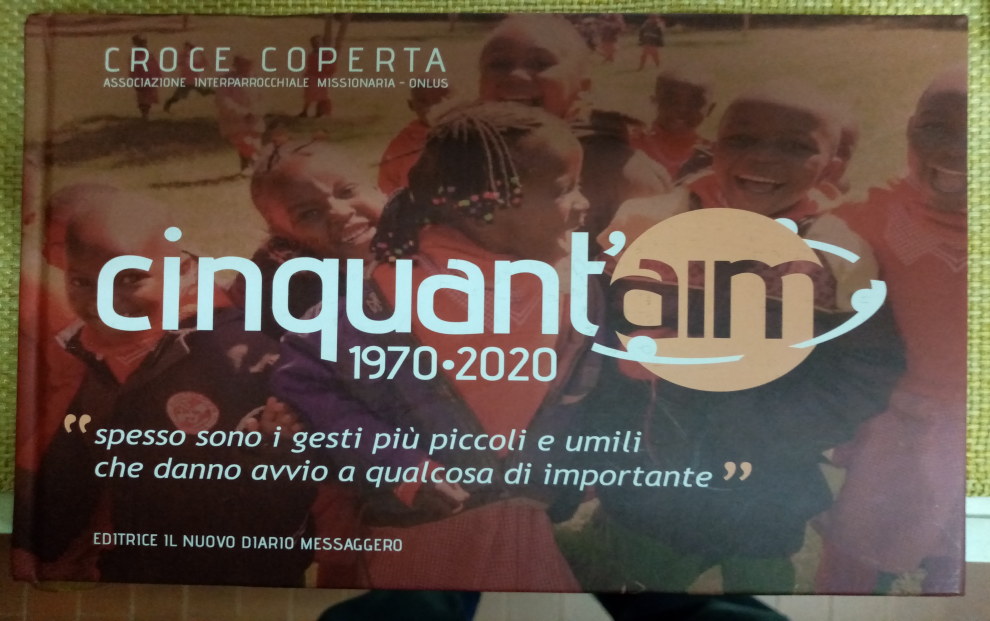 CROCE COPERTA
ASSOCIAZIONE INTERPARROCCHIALE MISSIONARIA - ONLUS
cinquant'aim
1970•2020
“spesso sono i gesti più piccoli e umili
che danno avvio a qualcosa di importante”
EDITRICE IL NUOVO DIARIO MESSAGGERO